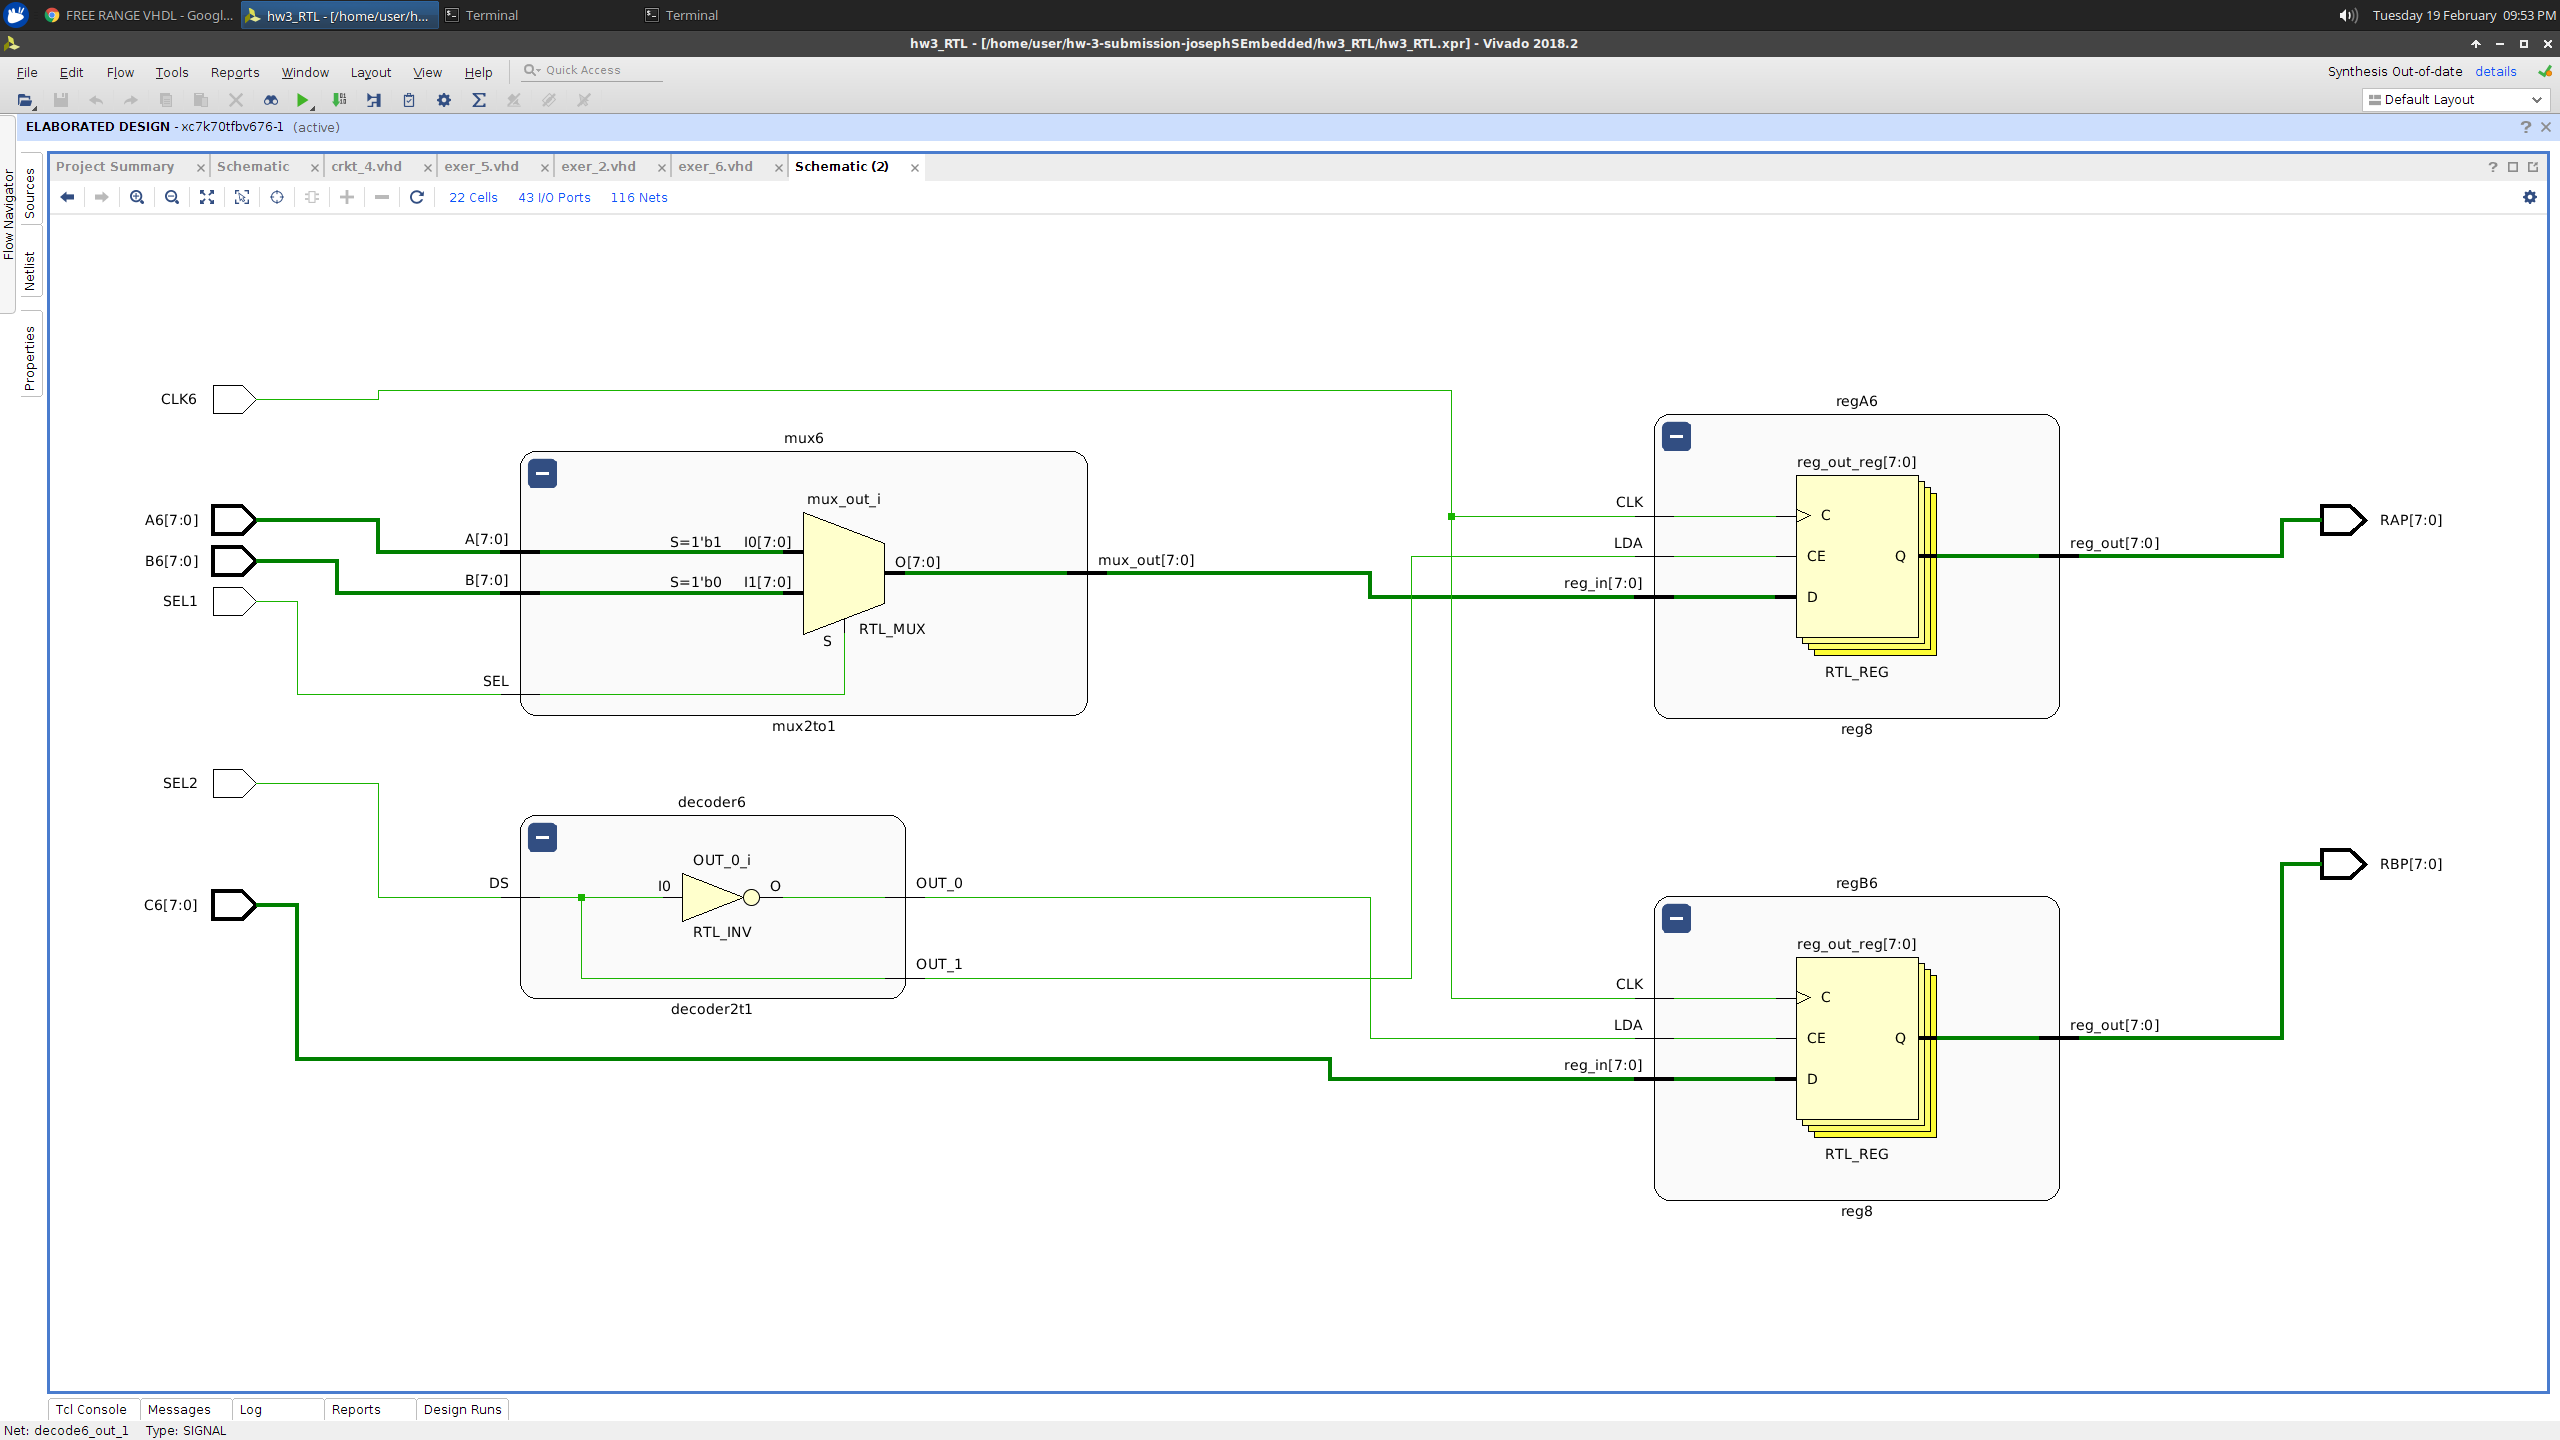 FREE RANGE VHDL - Googl...
hw3_RTL - [/home/user/h...
Terminal
Terminal
Tuesday 19 February 09:53 PM
hw3_RTL - [/home/user/hw-3-submission-josephSEmbedded/hw3_RTL/hw3_RTL.xpr] - Vivado 2018.2
File Edit Flow Tools Reports Window Layout View Help Quick Access
Synthesis Out-of-date details
Default Layout
ELABORATED DESIGN - xc7k70tfbv676-1 (active)
Flow Navigator
Sources
Netlist
Properties
Project Summary Schematic crkt_4.vhd exer_5.vhd exer_2.vhd exer_6.vhd Schematic (2)
22 Cells 43 I/O Ports 116 Nets
CLK6
A6[7:0]
B6[7:0]
SEL1
SEL2
C6[7:0]
mux6
mux_out_i
A[7:0]
S=1'b1 I0[7:0]
B[7:0]
S=1'b0 I1[7:0]
O[7:0]
mux_out[7:0]
S
RTL_MUX
SEL
mux2to1
decoder6
OUT_0_i
DS
I0
O
RTL_INV
OUT_0
OUT_1
decoder2t1
regA6
reg_out_reg[7:0]
CLK
C
LDA
CE
Q
reg_in[7:0]
D
RTL_REG
reg_out[7:0]
reg8
RAP[7:0]
regB6
reg_out_reg[7:0]
CLK
C
LDA
CE
Q
reg_in[7:0]
D
RTL_REG
reg_out[7:0]
reg8
RBP[7:0]
Tcl Console Messages Log Reports Design Runs
Net: decode6_out_1 Type: SIGNAL